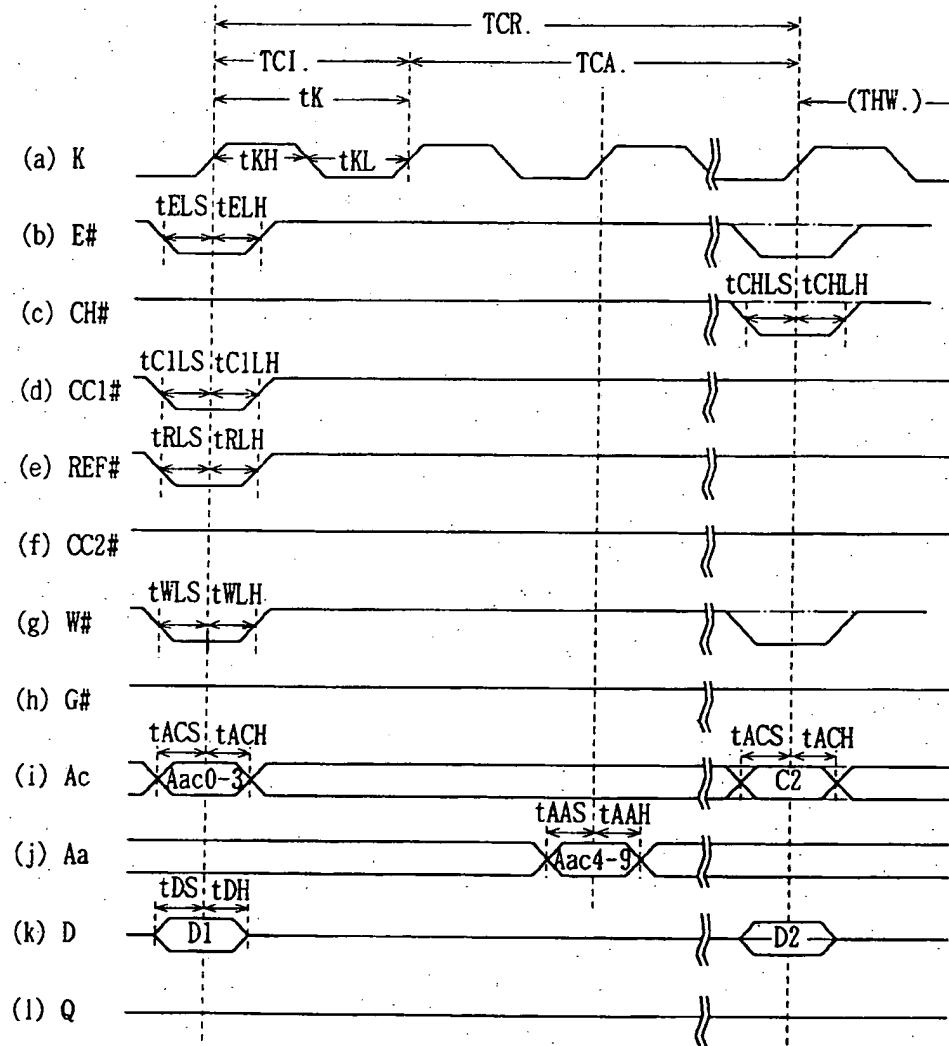 TCR.
TCI. TCA.
tK (THW.)
(a) K tKH tKL
tELS tELH
(b) E#
tCHLS tCHLH
(c) CH#
tC1LS tC1LH
(d) CC1#
tRLS tRLH
(e) REF#
(f) CC2#
tWLS tWLH
(g) W#
(h) G#
tACS tACH tACS tACH
(i) Ac Aac0-3 C2
tAAS tAAH
(j) Aa Aac4-9
tDS tDH
(k) D D1 D2
(l) Q